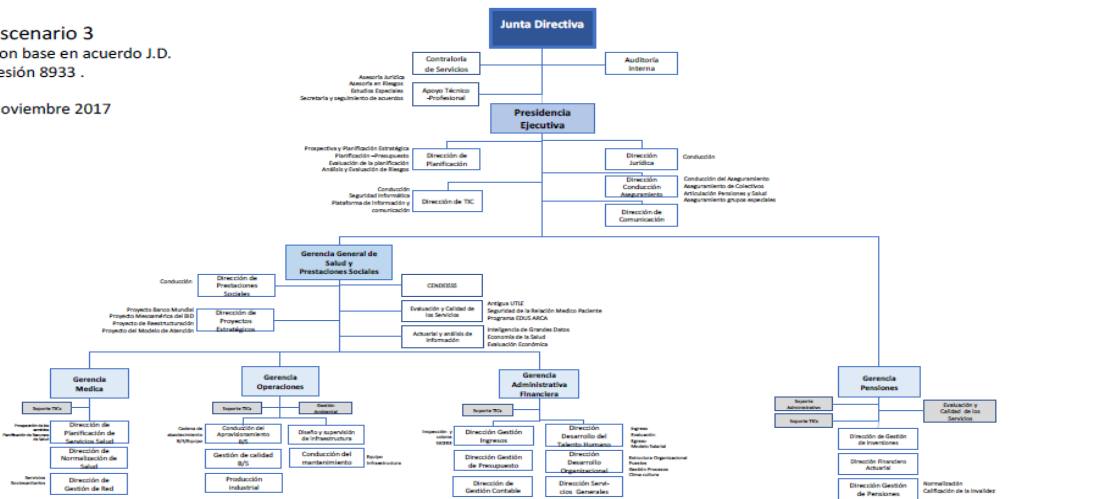 scenario 3
on base en acuerdo J.D.
esión 8933 .
oviembre 2017
Junta Directiva
Contraloría
de Servicios
Auditoría
Interna
Asesoría Jurídica
Asesoría en Riesgos
Estudios Especiales
Secretaría y seguimiento de acuerdos
Apoyo Técnico
-Profesional
Presidencia
Ejecutiva
Prospectiva y Planificación Estratégica
Planificación –Presupuesto
Evaluación de la planificación
Análisis y Evaluación de Riesgos
Dirección de
Planificación
Dirección
Jurídica
Conducción
Dirección
Conducción
Aseguramiento
Conducción del Aseguramiento
Aseguramiento de Colectivos
Articulación Pensiones y Salud
Aseguramiento grupos especiales
Conducción
Seguridad Informática
Plataforma de Información y
comunicación
Dirección de TIC
Dirección de
Comunicación
Gerencia General de
Salud y
Prestaciones Sociales
Conducción
Dirección de
Prestaciones
Sociales
CENDEISSS
Proyecto Banco Mundial
Proyecto Mesoamérica del BID
Proyecto de Reestructuración
Proyecto del Modelo de Atención
Dirección de
Proyectos
Estratégicos
Evaluación y Calidad de
los Servicios
Antigua UTLE
Seguridad de la Relación Medico Paciente
Programa EDUS ARCA
Actuarial y análisis de
información
Inteligencia de Grandes Datos
Economía de la Salud
Evaluación Económica
Gerencia
Medica
Soporte TICs
Dirección de
Planificación de
Servicios Salud
Dirección de
Normalización de
Salud
Servicios
Sociosanitarios
Dirección de
Gestión de Red
Gerencia
Operaciones
Soporte TICs
Gestión
Ambiental
Cadena de
abastecimiento
B/S/Equipo
Conducción del
Aprovisionamiento
B/S
Diseño y supervisión
de infraestructura
Gestión de calidad
B/S
Conducción del
mantenimiento
Equipo
Infraestructura
Producción
industrial
Gerencia
Administrativa
Financiera
Soporte TICs
Inspección y
cobros
Dirección Gestión
Ingresos
Dirección
Desarrollo del
Talento Humano
Ingreso
Evaluación
Egreso
Modelo Salarial
Dirección Gestión
de Presupuesto
Dirección
Desarrollo
Organizacional
Estructura Organizacional
Puestos
Gestión Procesos
Clima cultura
Dirección de
Gestión Contable
Dirección Servi-
cios Generales
Gerencia
Pensiones
Soporte
Administrativo
Soporte TICs
Evaluación y
Calidad de los
Servicios
Dirección de Gestión
de Inversiones
Dirección Financiero
Actuarial
Dirección Gestión
de Pensiones
Normalización
Calificación de la Invalidez